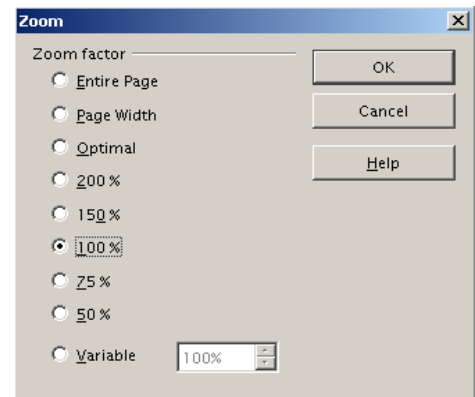 Zoom
Zoom factor
Entire Page
Page Width
Optimal
200 %
150 %
100 %
75 %
50 %
Variable 100%
OK
Cancel
Help